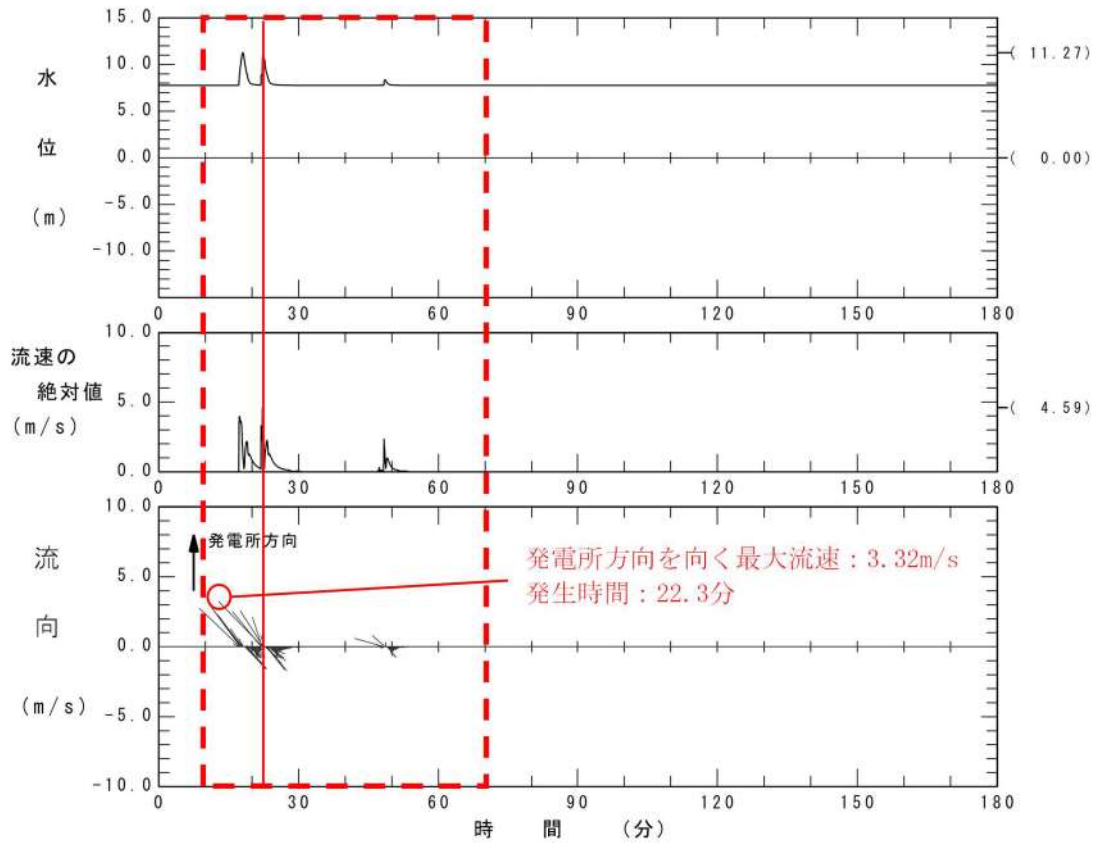 15.0
10.0
5.0
0.0
-5.0
-10.0
水
位
(m)
( 11.27)
( 0.00)
0 30 60 90 120 150 180
10.0
5.0
0.0
流速の
絶対値
(m/s)
( 4.59)
0 30 60 90 120 150 180
10.0
5.0
0.0
-5.0
-10.0
流
向
(m/s)
発電所方向
発電所方向を向く最大流速：3.32m/s
発生時間：22.3分
0 30 60 90 120 150 180
時 間 (分)